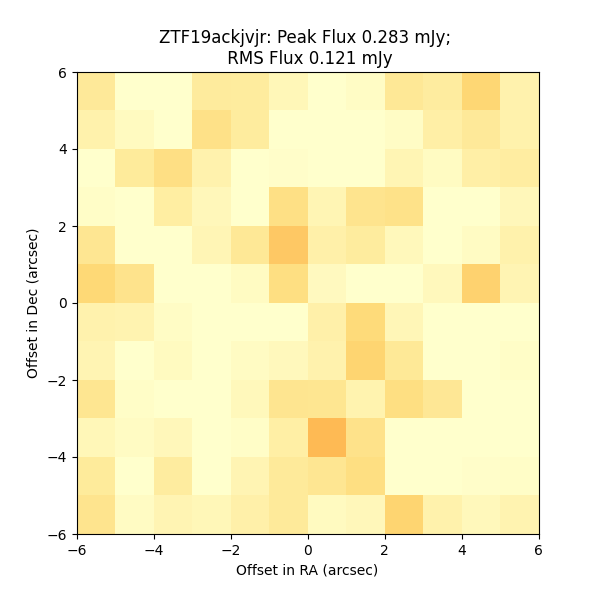 ZTF19ackjvjr: Peak Flux 0.283 mJy;
RMS Flux 0.121 mJy
6
4
2
0
−2
−4
−6
Offset in Dec (arcsec)
−6 −4 −2 0 2 4 6
Offset in RA (arcsec)